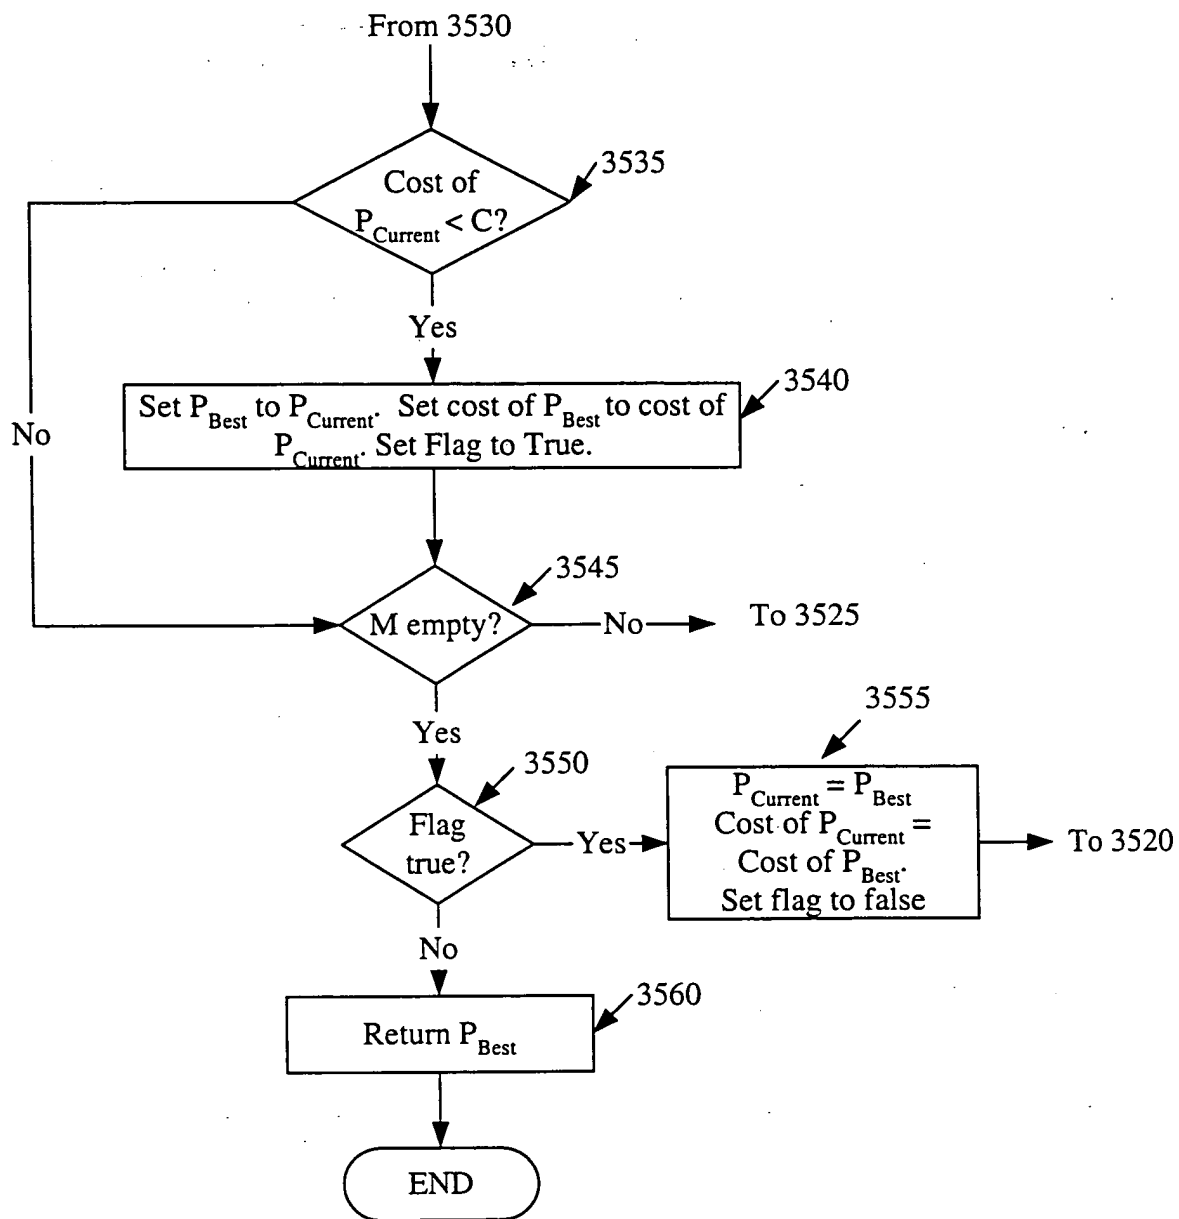 From 3530
3535
Cost of
P_Current < C?
Yes
3540
Set P_Best to P_Current. Set cost of P_Best to cost of
P_Current. Set Flag to True.
No
3545
M empty?
No
To 3525
Yes
3555
3550
P_Current = P_Best
Cost of P_Current =
Cost of P_Best.
Set flag to false
Flag
true?
Yes
To 3520
No
3560
Return P_Best
END